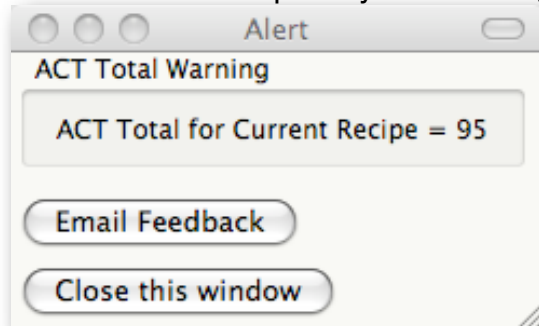 Alert
ACT Total Warning
ACT Total for Current Recipe = 95
Email Feedback
Close this window